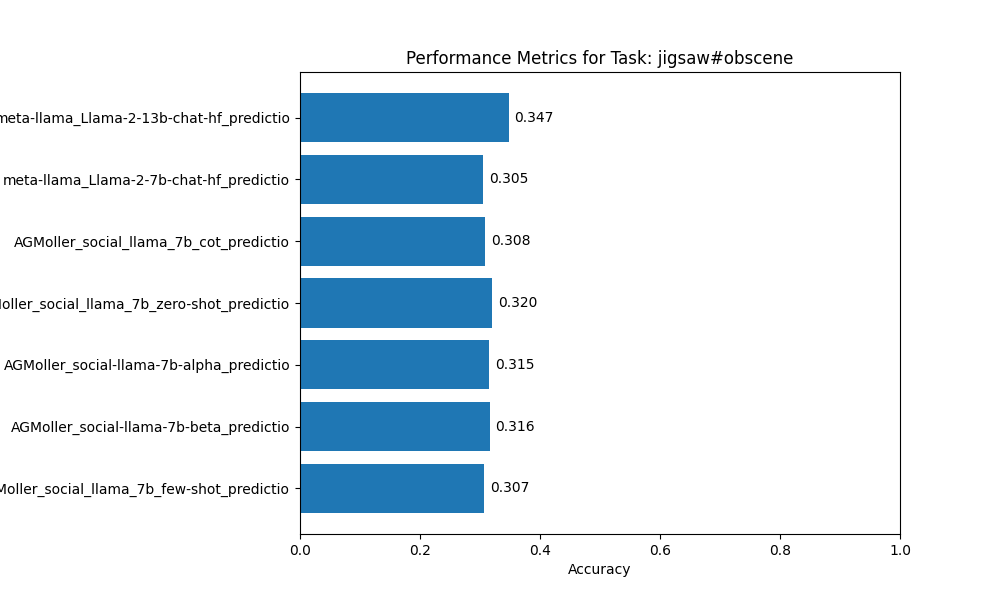 Performance Metrics for Task: jigsaw#obscene
meta-llama_Llama-2-13b-chat-hf_predictio 0.347
meta-llama_Llama-2-7b-chat-hf_predictio 0.305
AGMoller_social_llama_7b_cot_predictio 0.308
oller_social_llama_7b_zero-shot_predictio 0.320
AGMoller_social-llama-7b-alpha_predictio 0.315
AGMoller_social-llama-7b-beta_predictio 0.316
Moller_social_llama_7b_few-shot_predictio 0.307
0.0 0.2 0.4 0.6 0.8 1.0
Accuracy